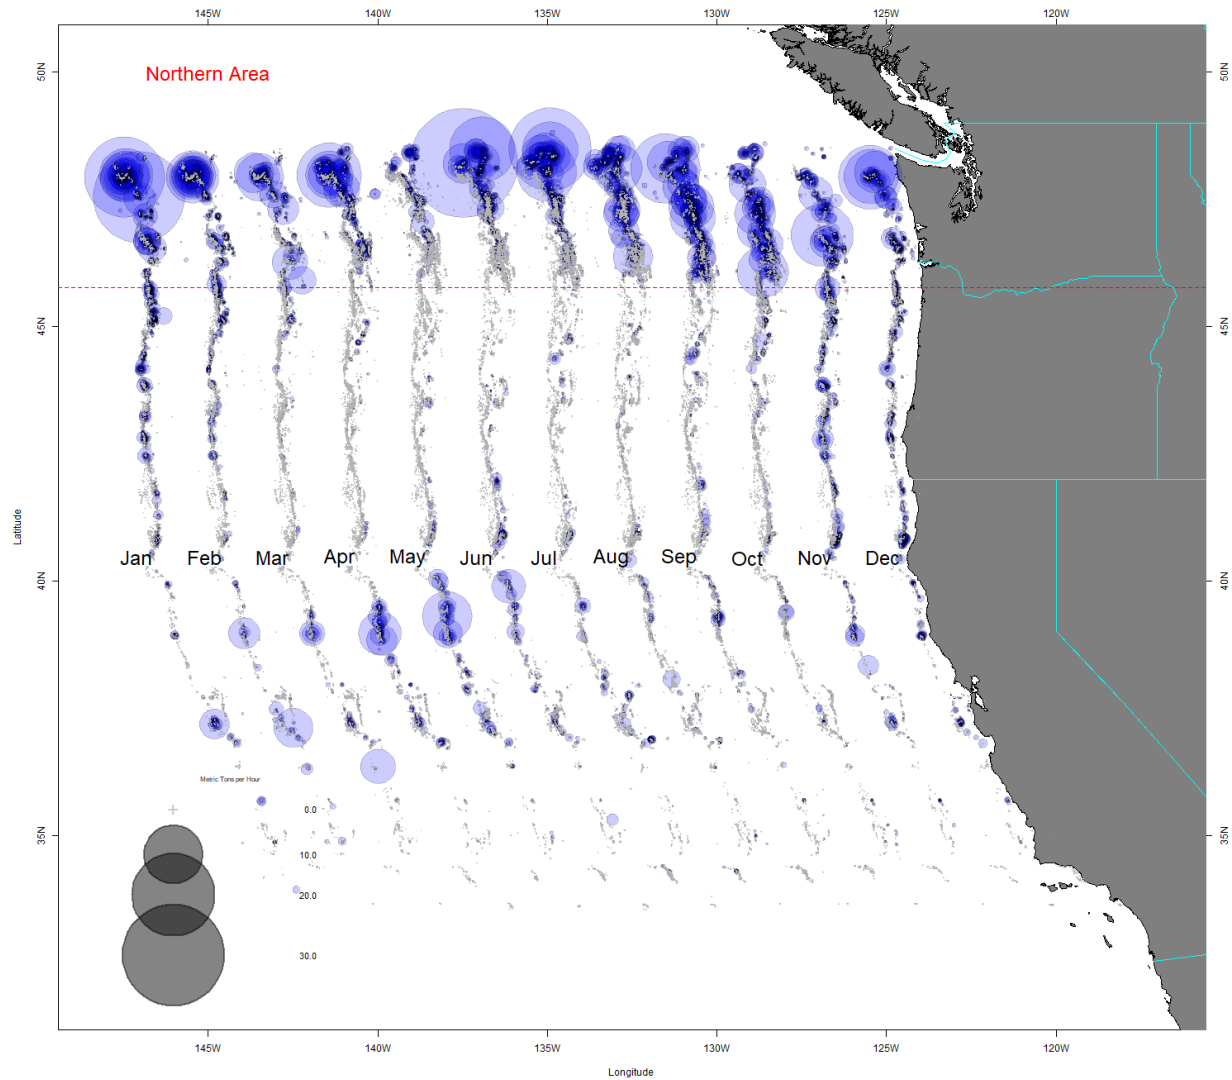 145W 140W 135W 130W 125W 120W
50N 50N
Northern Area
45N 45N
Latitude
Jan Feb Mar Apr May Jun Jul Aug Sep Oct Nov Dec
40N 40N
Metric Tons per Hour
0.0
35N 35N
10.0
20.0
30.0
145W 140W 135W 130W 125W 120W
Longitude